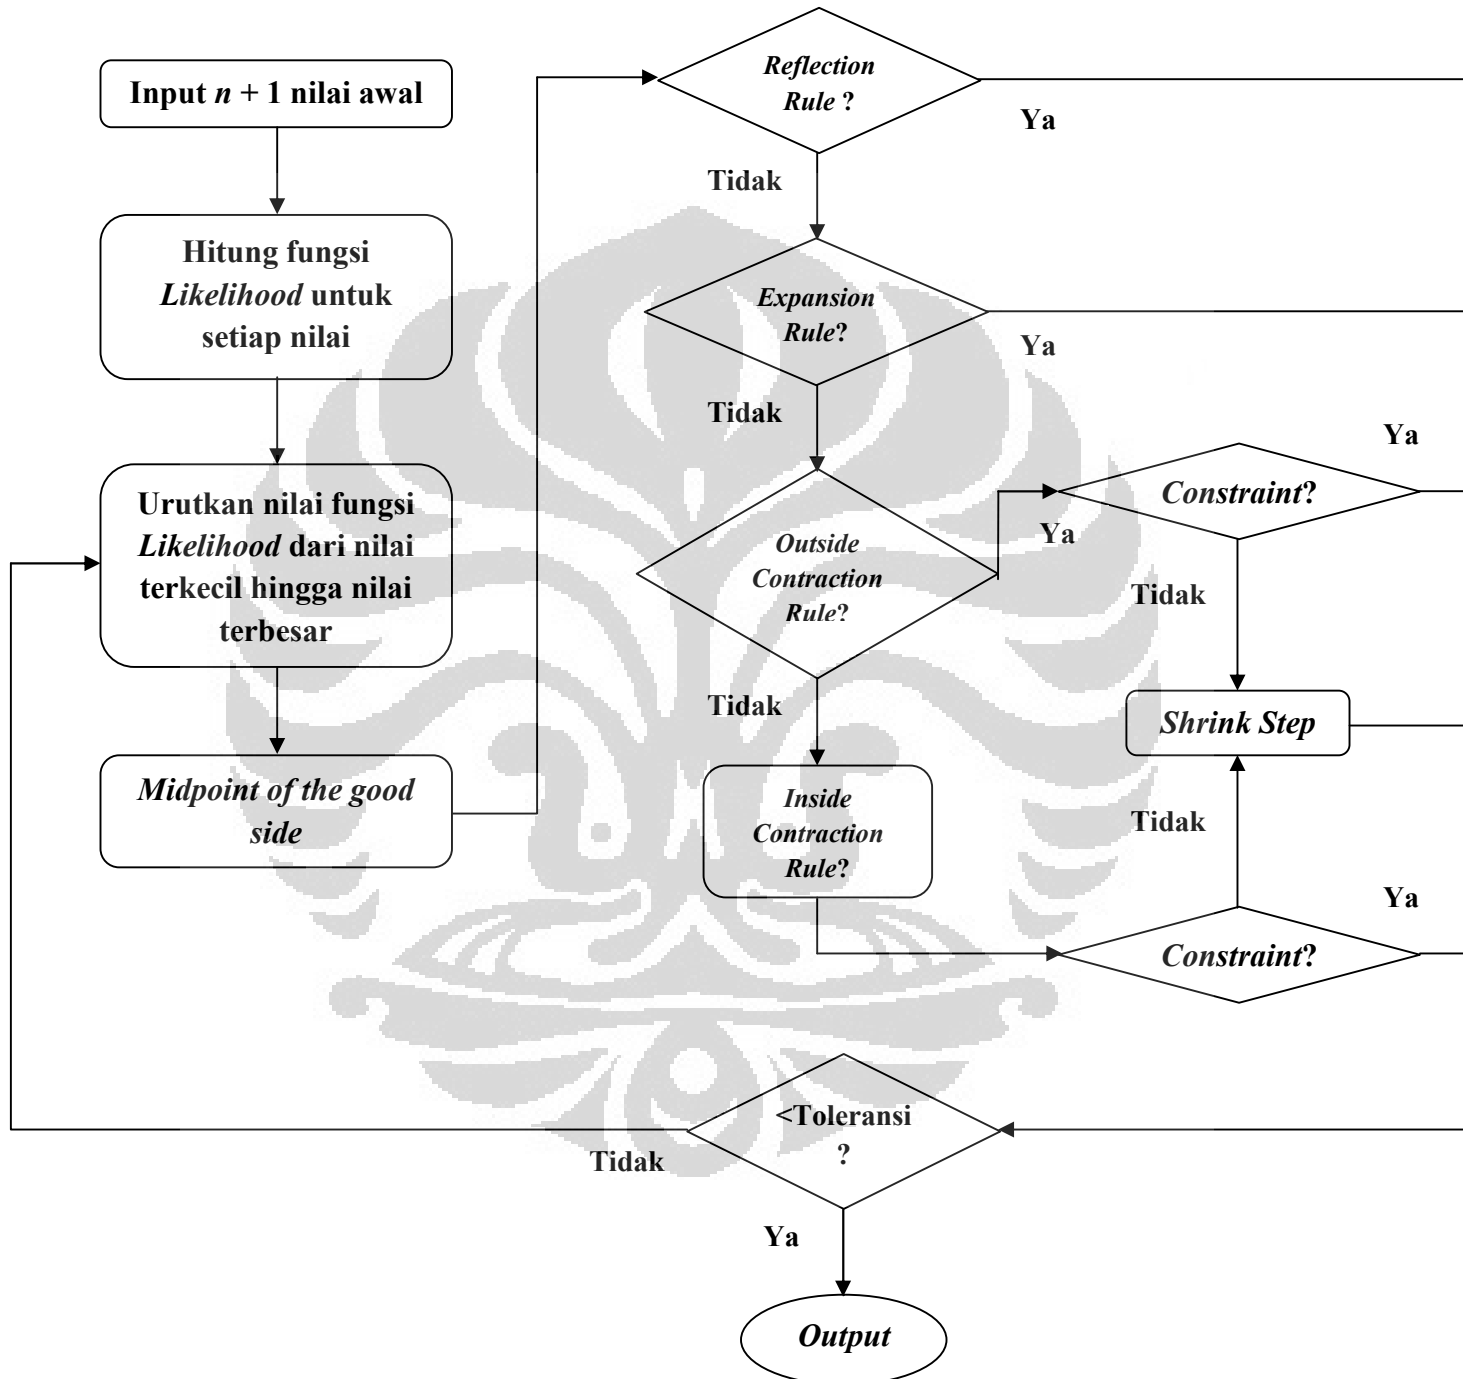 Input n + 1 nilai awal
Hitung fungsi
Likelihood untuk
setiap nilai
Urutkan nilai fungsi
Likelihood dari nilai
terkecil hingga nilai
terbesar
Midpoint of the good
side
Reflection
Rule ?
Ya
Tidak
Expansion
Rule?
Ya
Tidak
Outside
Contraction
Rule?
Ya
Constraint?
Ya
Tidak
Shrink Step
Tidak
Inside
Contraction
Rule?
Tidak
Constraint?
Ya
<Toleransi
?
Tidak
Ya
Output